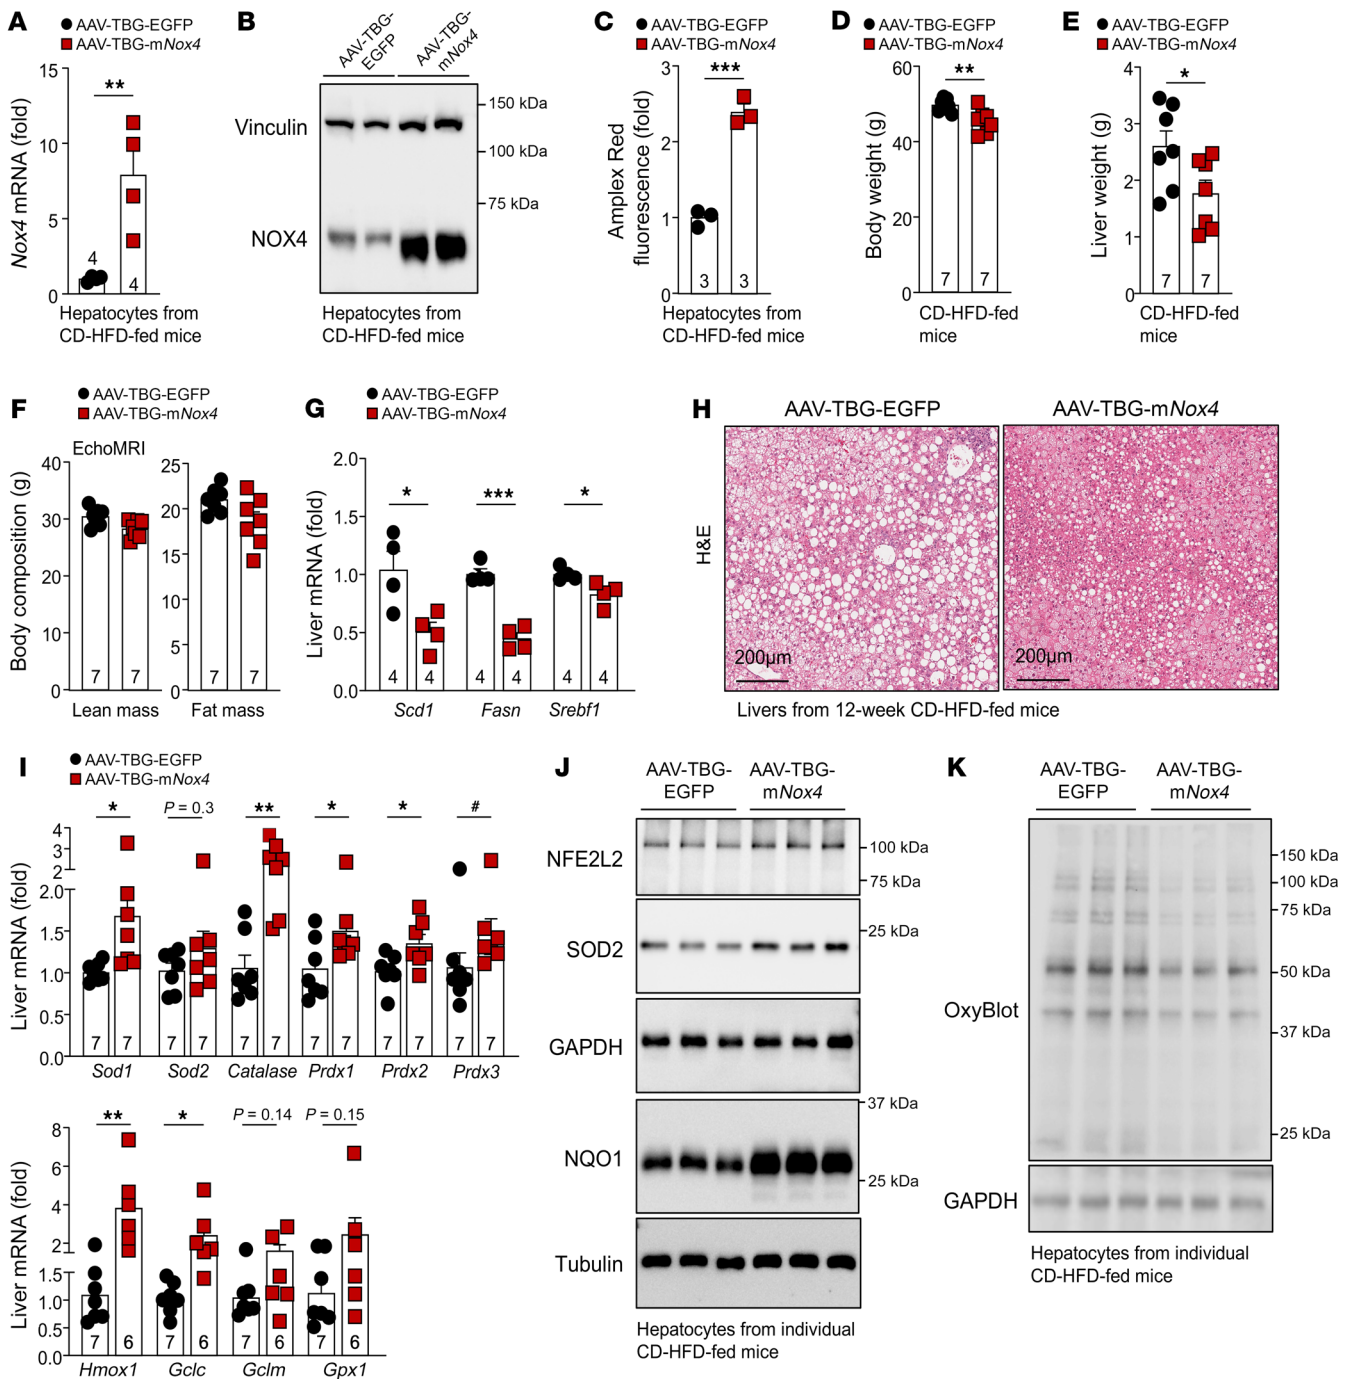 A
AAV-TBG-EGFP
AAV-TBG-mNox4
15
10
5
0
Nox4 mRNA (fold)
**
4
4
Hepatocytes from
CD-HFD-fed mice
B
AAV-TBG-
EGFP
AAV-TBG-
mNox4
Vinculin
NOX4
150 kDa
100 kDa
75 kDa
Hepatocytes from
CD-HFD-fed mice
C
AAV-TBG-EGFP
AAV-TBG-mNox4
3
2
1
0
Amplex Red
fluorescence (fold)
***
3
3
Hepatocytes from
CD-HFD-fed mice
D
AAV-TBG-EGFP
AAV-TBG-mNox4
60
40
20
0
Body weight (g)
**
7
7
CD-HFD-fed
mice
E
AAV-TBG-EGFP
AAV-TBG-mNox4
4
3
2
1
0
Liver weight (g)
*
7
7
CD-HFD-fed
mice
F
AAV-TBG-EGFP
AAV-TBG-mNox4
EchoMRI
Body composition (g)
40
30
20
10
0
7
7
Lean mass
25
20
15
10
5
0
7
7
Fat mass
G
AAV-TBG-EGFP
AAV-TBG-mNox4
Liver mRNA (fold)
2.0
1.5
1.0
0.5
0.0
*
***
*
4
4
4
4
4
4
Scd1
Fasn
Srebf1
H
AAV-TBG-EGFP
AAV-TBG-mNox4
H&E
200µm
200µm
Livers from 12-week CD-HFD-fed mice
I
AAV-TBG-EGFP
AAV-TBG-mNox4
Liver mRNA (fold)
4
3
2
2.0
1.5
1.0
0.5
0.0
*
P = 0.3
**
*
*
#
7
7
7
7
7
7
7
7
7
7
7
7
Sod1
Sod2
Catalase
Prdx1
Prdx2
Prdx3
Liver mRNA (fold)
8
6
4
2
1.5
1.0
0.5
0.0
**
*
P = 0.14
P = 0.15
7
6
7
6
7
6
7
6
Hmox1
Gclc
Gclm
Gpx1
J
AAV-TBG-
EGFP
AAV-TBG-
mNox4
NFE2L2
100 kDa
75 kDa
SOD2
25 kDa
GAPDH
NQO1
37 kDa
25 kDa
Tubulin
Hepatocytes from individual
CD-HFD-fed mice
K
AAV-TBG-
EGFP
AAV-TBG-
mNox4
OxyBlot
150 kDa
100 kDa
75 kDa
50 kDa
37 kDa
25 kDa
GAPDH
Hepatocytes from individual
CD-HFD-fed mice